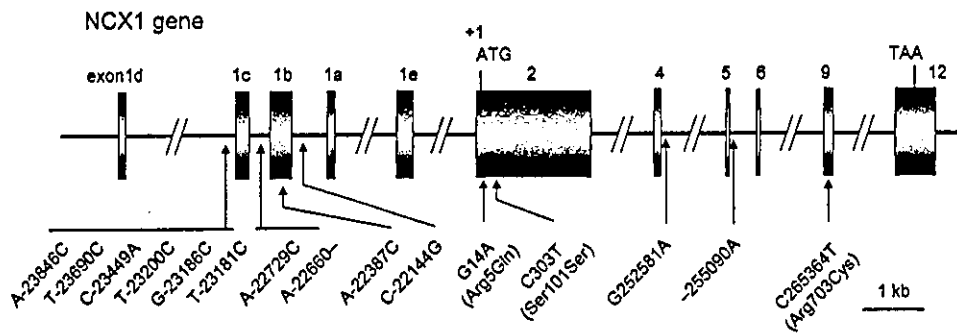 NCX1 gene
+1
ATG
TAA
exon1d
1c
1b
1a
1e
2
4
5
6
9
12
A-23846C
T-23690C
C-23449A
T-23200C
G-23186C
T-23181C
A-22729C
A-22660–
A-22387C
C-22144G
G14A
(Arg5Gln)
C303T
(Ser101Ser)
G252581A
–255090A
C265364T
(Arg703Cys)
1 kb